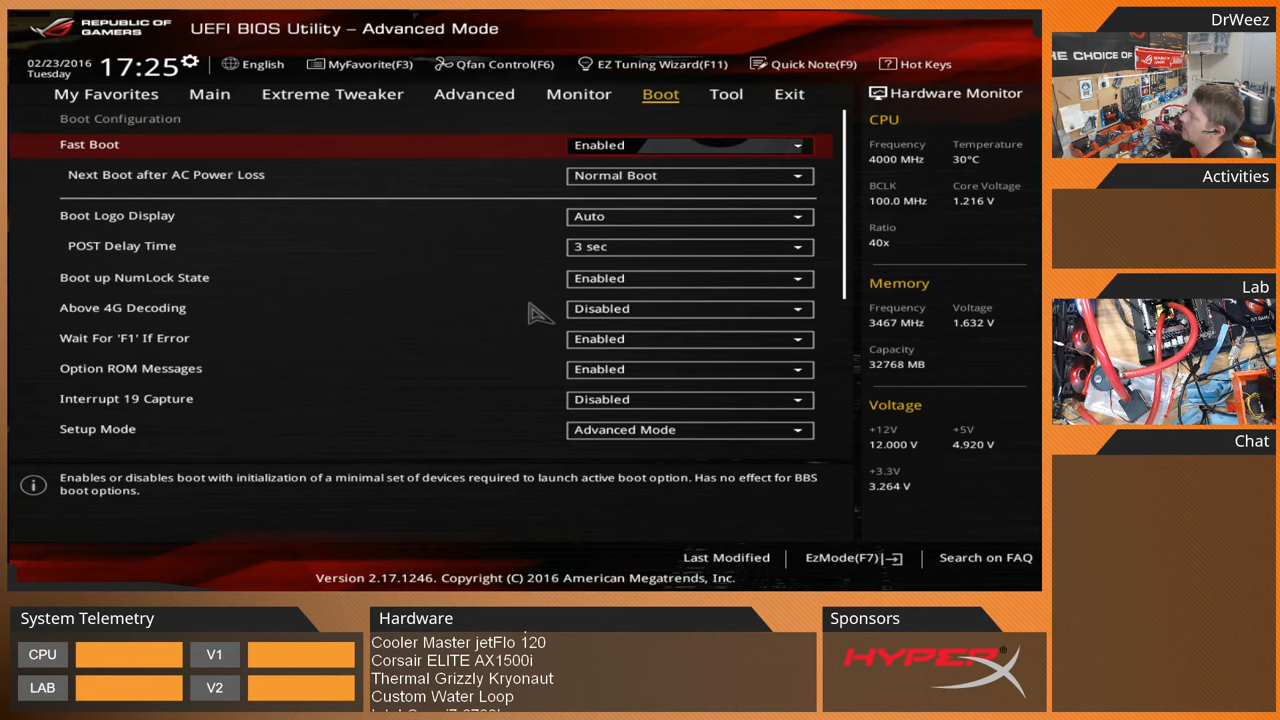 REPUBLIC OF GAMERS
UEFI BIOS Utility – Advanced Mode
02/23/2016
Tuesday
17:25
English
MyFavorite(F3)
Qfan Control(F6)
EZ Tuning Wizard(F11)
Quick Note(F9)
? Hot Keys
My Favorites
Main
Extreme Tweaker
Advanced
Monitor
Boot
Tool
Exit
Boot Configuration
Fast Boot Enabled
Next Boot after AC Power Loss Normal Boot
Boot Logo Display Auto
POST Delay Time 3 sec
Boot up NumLock State Enabled
Above 4G Decoding Disabled
Wait For 'F1' If Error Enabled
Option ROM Messages Enabled
Interrupt 19 Capture Disabled
Setup Mode Advanced Mode
Enables or disables boot with initialization of a minimal set of devices required to launch active boot option. Has no effect for BBS
boot options.
Hardware Monitor
CPU
Frequency Temperature
4000 MHz 30°C
BCLK Core Voltage
100.0 MHz 1.216 V
Ratio
40x
Memory
Frequency Voltage
3467 MHz 1.632 V
Capacity
32768 MB
Voltage
+12V +5V
12.000 V 4.920 V
+3.3V
3.264 V
Last Modified
EzMode(F7)
Search on FAQ
Version 2.17.1246. Copyright (C) 2016 American Megatrends, Inc.
DrWeez
THE CHOICE OF
Activities
Lab
Chat
System Telemetry
CPU V1
LAB V2
Hardware
Cooler Master jetFlo 120
Corsair ELITE AX1500i
Thermal Grizzly Kryonaut
Custom Water Loop
Sponsors
HYPERX